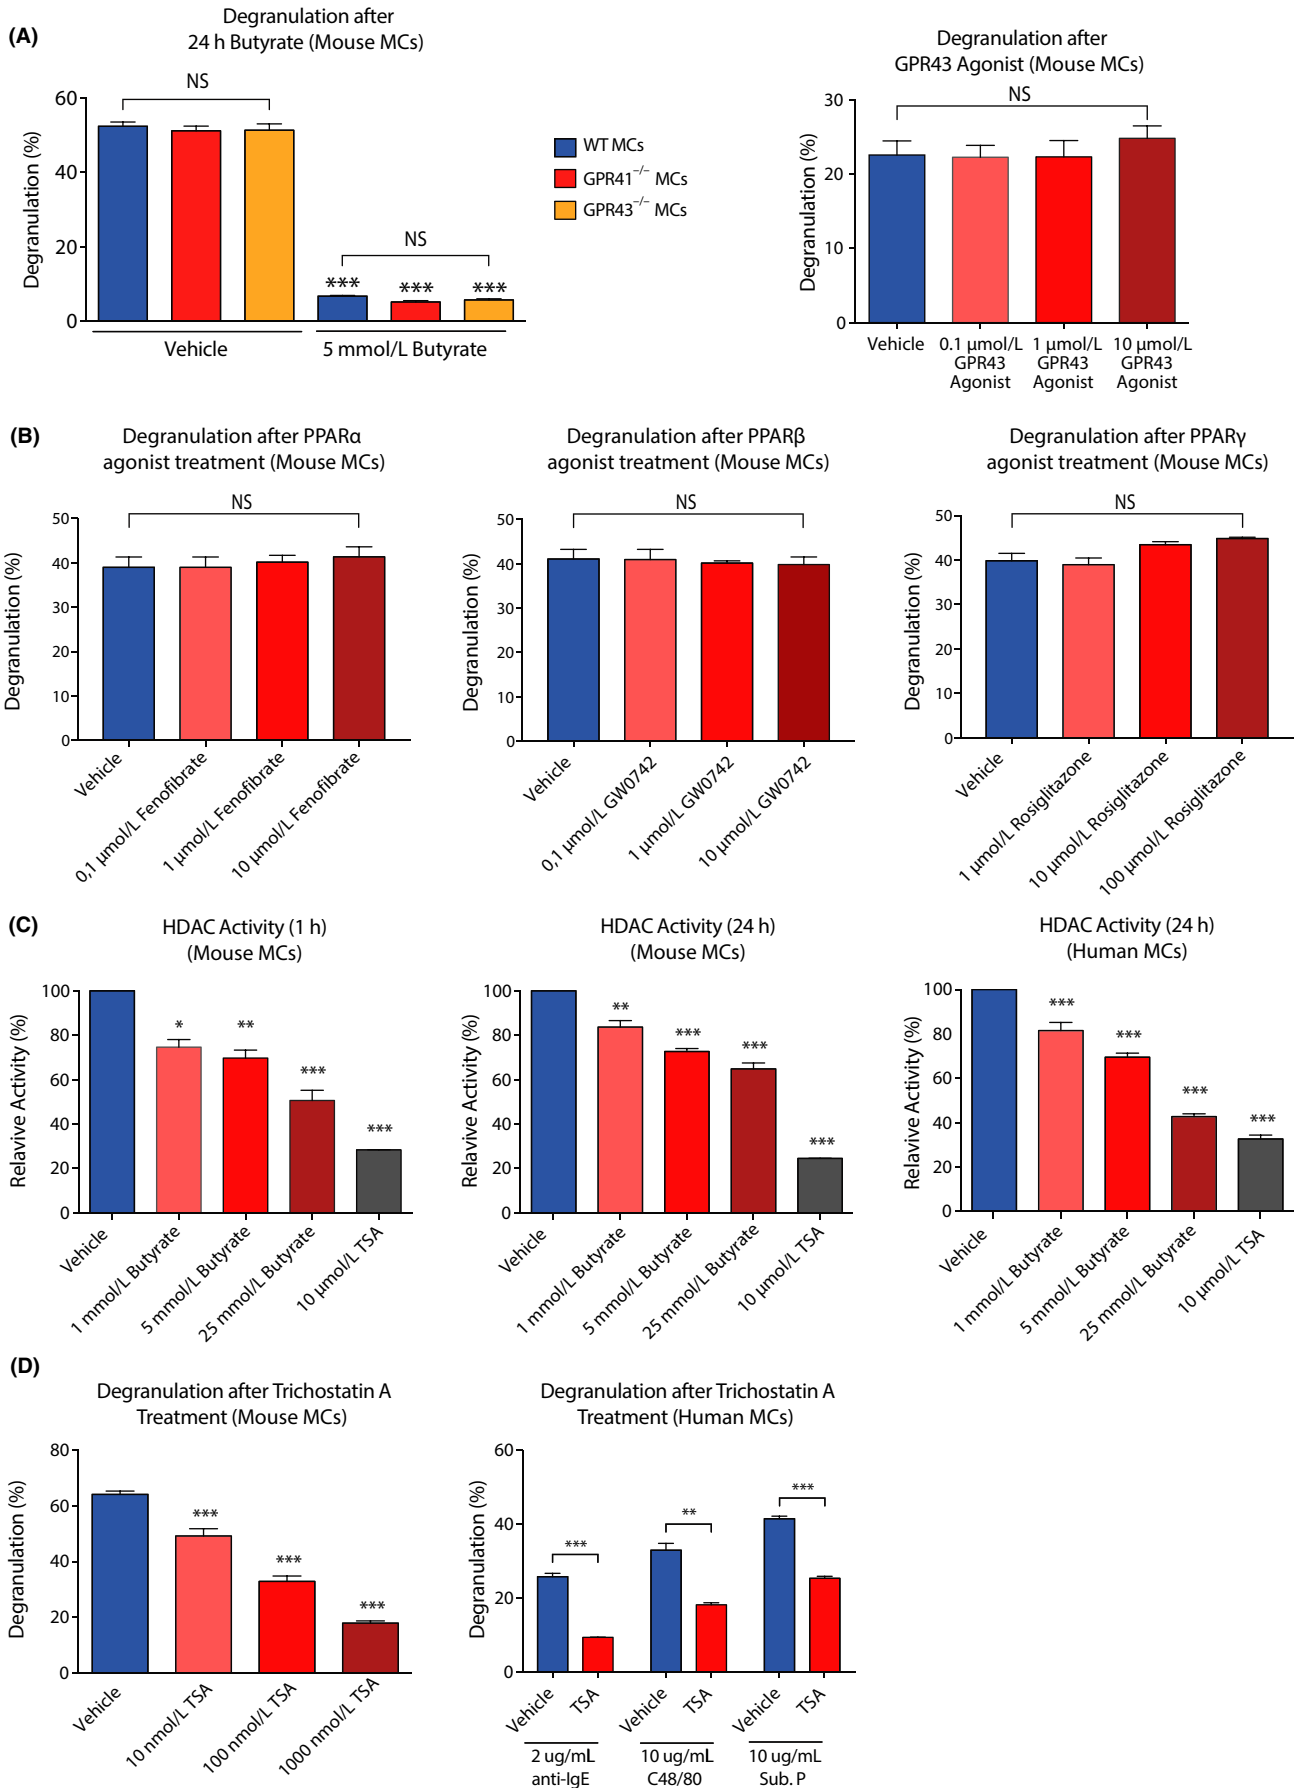 (A)
Degranulation after
24 h Butyrate (Mouse MCs)
NS
60
40
20
0
Degranulation (%)
NS
***
***
***
Vehicle
5 mmol/L Butyrate
WT MCs
GPR41−/− MCs
GPR43−/− MCs
Degranulation after
GPR43 Agonist (Mouse MCs)
NS
30
20
10
0
Degranulation (%)
Vehicle
0.1 µmol/L GPR43 Agonist
1 µmol/L GPR43 Agonist
10 µmol/L GPR43 Agonist
(B)
Degranulation after PPARα
agonist treatment (Mouse MCs)
NS
50
40
30
20
10
0
Degranulation (%)
Vehicle
0,1 µmol/L Fenofibrate
1 µmol/L Fenofibrate
10 µmol/L Fenofibrate
Degranulation after PPARβ
agonist treatment (Mouse MCs)
NS
50
40
30
20
10
0
Degranulation (%)
Vehicle
0,1 µmol/L GW0742
1 µmol/L GW0742
10 µmol/L GW0742
Degranulation after PPARγ
agonist treatment (Mouse MCs)
NS
50
40
30
20
10
0
Degranulation (%)
Vehicle
1 µmol/L Rosiglitazone
10 µmol/L Rosiglitazone
100 µmol/L Rosiglitazone
(C)
HDAC Activity (1 h)
(Mouse MCs)
100
80
60
40
20
0
Relavive Activity (%)
*
**
***
***
Vehicle
1 mmol/L Butyrate
5 mmol/L Butyrate
25 mmol/L Butyrate
10 µmol/L TSA
HDAC Activity (24 h)
(Mouse MCs)
100
80
60
40
20
0
Relavive Activity (%)
**
***
***
***
Vehicle
1 mmol/L Butyrate
5 mmol/L Butyrate
25 mmol/L Butyrate
10 µmol/L TSA
HDAC Activity (24 h)
(Human MCs)
100
80
60
40
20
0
Relavive Activity (%)
***
***
***
***
Vehicle
1 mmol/L Butyrate
5 mmol/L Butyrate
25 mmol/L Butyrate
10 µmol/L TSA
(D)
Degranulation after Trichostatin A
Treatment (Mouse MCs)
80
60
40
20
0
Degranulation (%)
***
***
***
Vehicle
10 nmol/L TSA
100 nmol/L TSA
1000 nmol/L TSA
Degranulation after Trichostatin A
Treatment (Human MCs)
60
40
20
0
Degranulation (%)
***
**
***
Vehicle
TSA
Vehicle
TSA
Vehicle
TSA
2 ug/mL
anti-IgE
10 ug/mL
C48/80
10 ug/mL
Sub. P